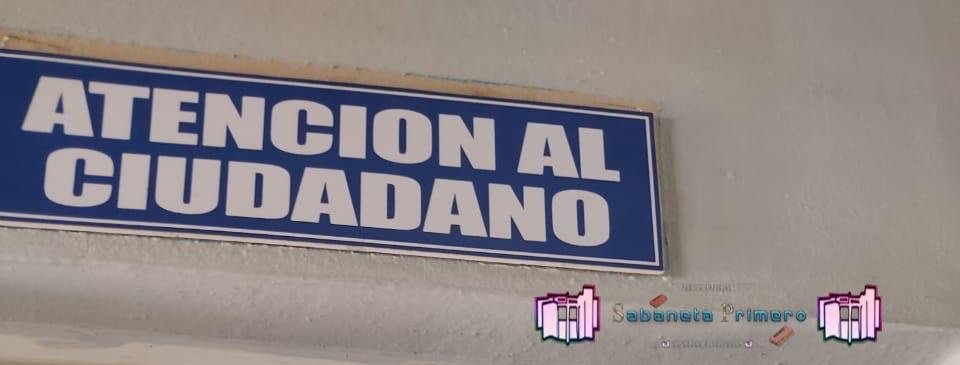 ATENCION AL
CIUDADANO
Sabaneta Primero